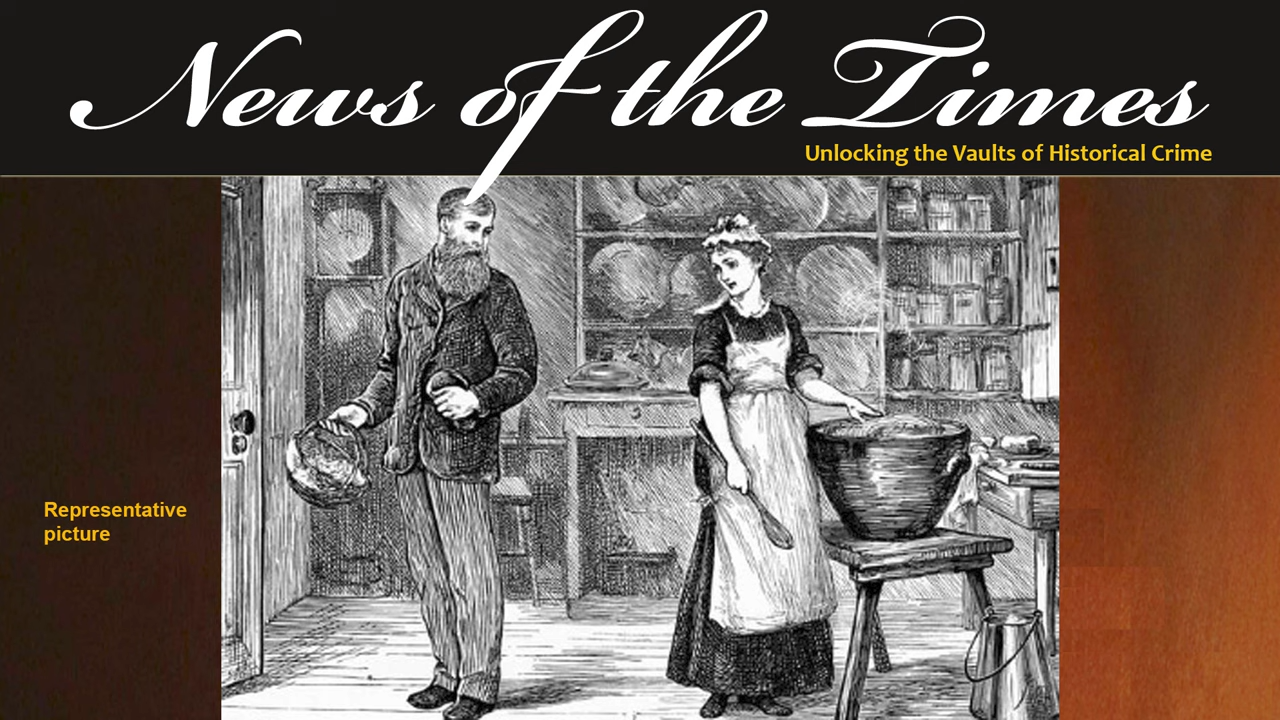 News of the Times
Unlocking the Vaults of Historical Crime
Representative
picture